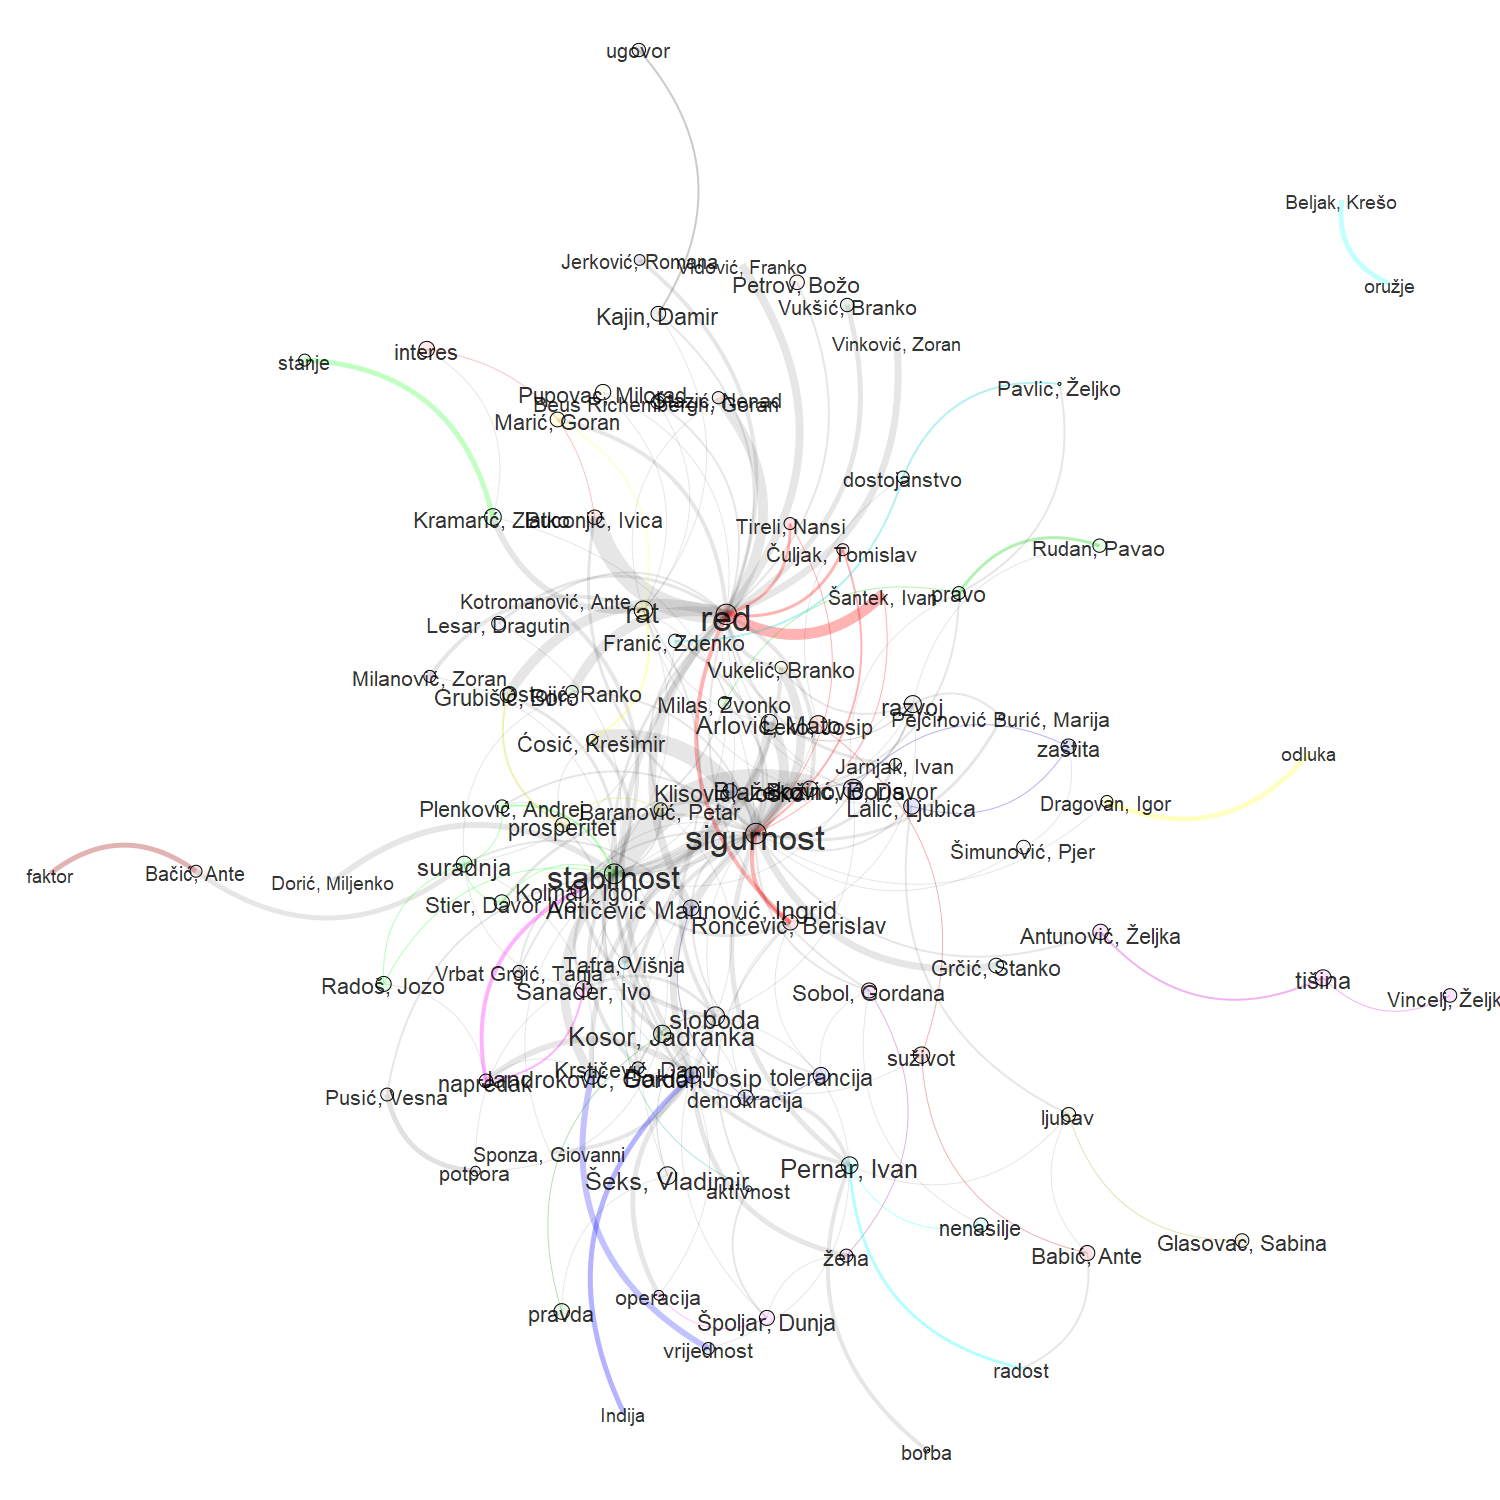 ugovor
Beljak, Krešo
Jerković, Romana
Vidović, Franko
Petrov, Božo
oružje
Vukšić, Branko
Kajin, Damir
Vinković, Zoran
interes
stanje
Pavlic, Željko
Pupovac, Milorad
Beus Richembergh, Goran
Marić, Goran
dostojanstvo
Kramarić, Zlatko
Buconjić, Ivica
Tireli, Nansi
Rudan, Pavao
Čuljak, Tomislav
Šantek, Ivan
pravo
Kotromanović, Ante
rat
red
Lesar, Dragutin
Franić, Zdenko
Vukelić, Branko
Milanović, Zoran
Grubišić, Boro
Ostojić, Ranko
Milas, Zvonko
razvoj
Arlović, Mato
Leko, Josip
Pejčinović Burić, Marija
Ćosić, Krešimir
zaštita
odluka
Jarnjak, Ivan
Klisović, Joško
Dragovan, Igor
Plenković, Andrej
Baranović, Petar
Lalić, Ljubica
prosperitet
sigurnost
Šimunović, Pjer
suradnja
faktor
Bačić, Ante
Dorić, Miljenko
stabilnost
Kolman, Igor
Stier, Davor Ivo
Antičević Marinović, Ingrid
Rončević, Berislav
Antunović, Željka
Tafra, Višnja
Grčić, Stanko
Vrbat Grgić, Tanja
Radoš, Jozo
Sanader, Ivo
Sobol, Gordana
tišina
Vincelj, Željk
sloboda
Kosor, Jadranka
suživot
Krstičević, Damir
Jandroković, Gordan
Josip
tolerancija
napredak
demokracija
Pusić, Vesna
ljubav
Sponza, Giovanni
potpora
Šeks, Vladimir
Pernar, Ivan
aktivnost
nenasilje
Glasovac, Sabina
žena
Babić, Ante
operacija
pravda
Špoljar, Dunja
vrijednost
radost
Indija
borba